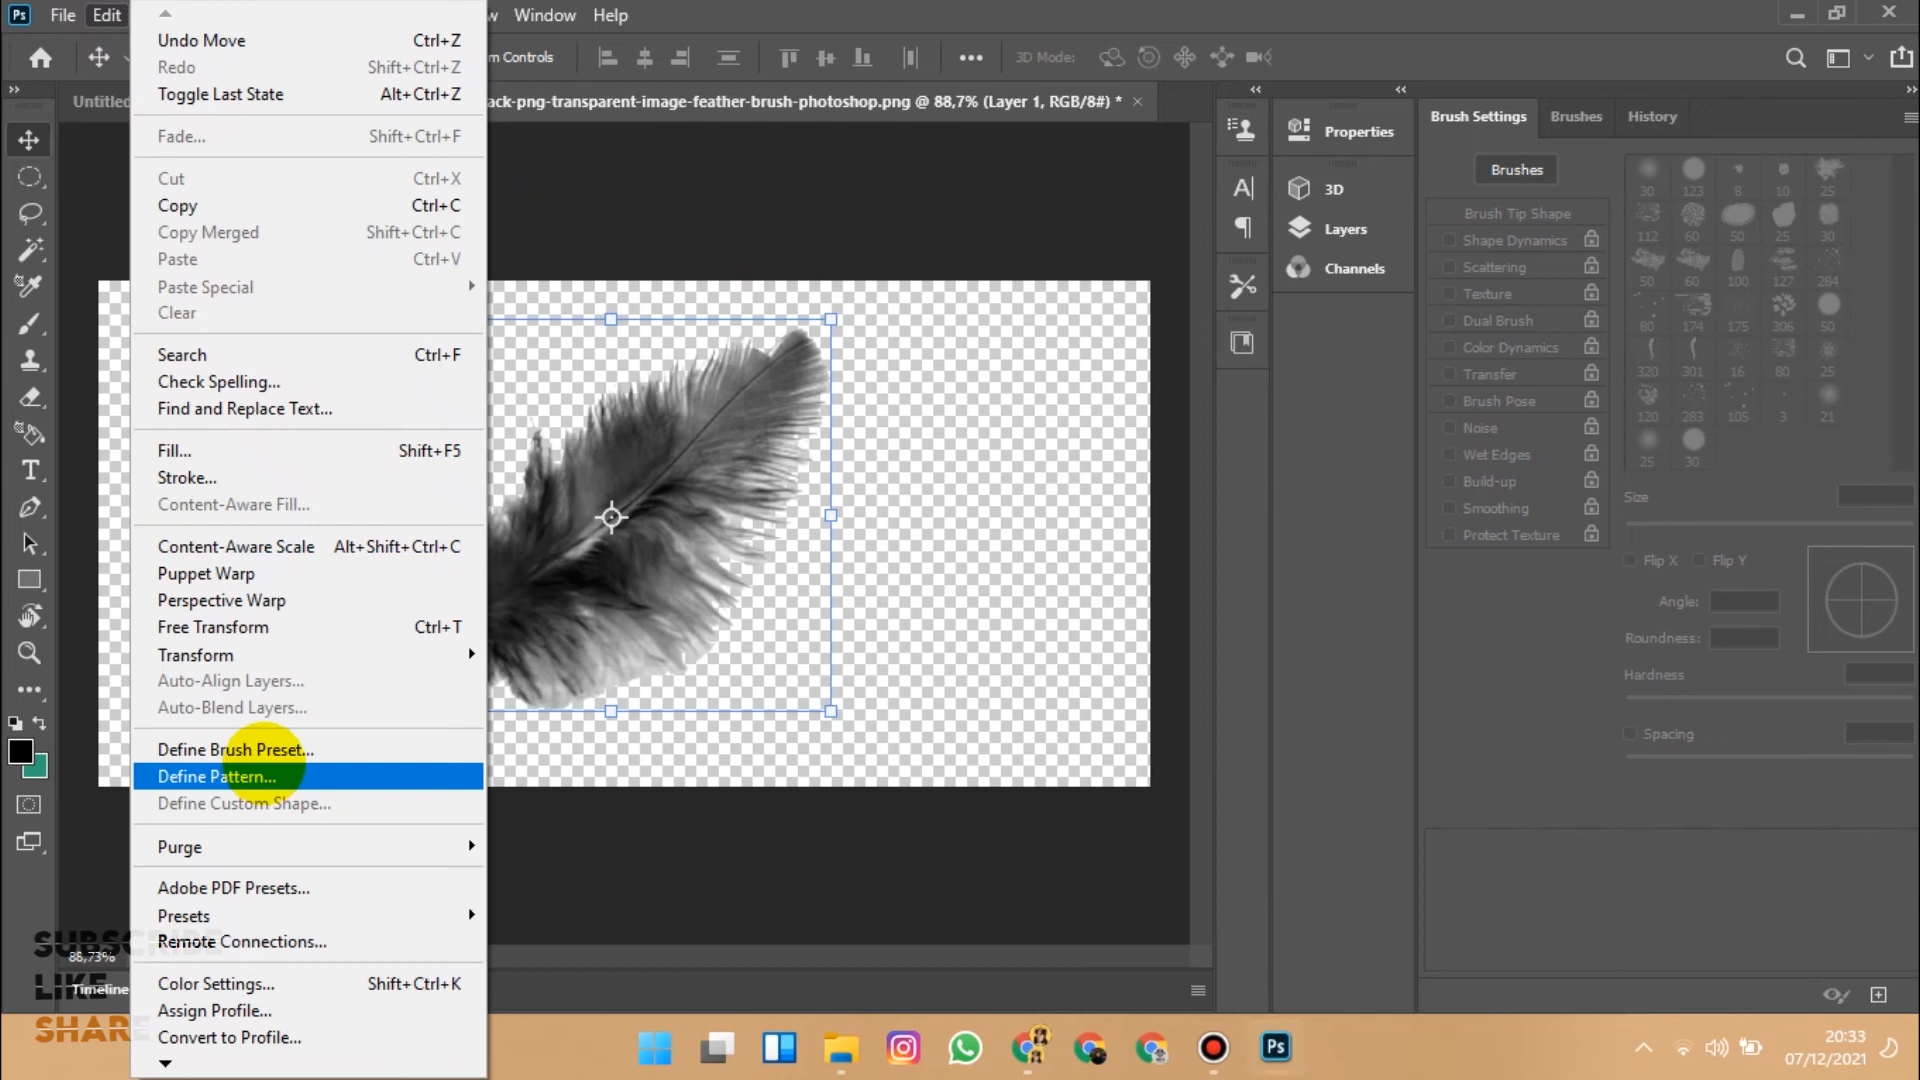 Ps File Edit w Window Help
m Controls 3D Mode:
Untitled ack-png-transparent-image-feather-brush-photoshop.png @ 88,7% (Layer 1, RGB/8#) *
Undo Move Ctrl+Z
Redo Shift+Ctrl+Z
Toggle Last State Alt+Ctrl+Z
Fade... Shift+Ctrl+F
Cut Ctrl+X
Copy Ctrl+C
Copy Merged Shift+Ctrl+C
Paste Ctrl+V
Paste Special
Clear
Search Ctrl+F
Check Spelling...
Find and Replace Text...
Fill... Shift+F5
Stroke...
Content-Aware Fill...
Content-Aware Scale Alt+Shift+Ctrl+C
Puppet Warp
Perspective Warp
Free Transform Ctrl+T
Transform
Auto-Align Layers...
Auto-Blend Layers...
Define Brush Preset...
Define Pattern...
Define Custom Shape...
Purge
Adobe PDF Presets...
Presets
Remote Connections...
Color Settings... Shift+Ctrl+K
Assign Profile...
Convert to Profile...
SUBSCRIBE
88,73%
LIKE
Timeline
SHARE
Properties
3D
Layers
Channels
Brush Settings Brushes History
Brushes
Brush Tip Shape
Shape Dynamics
Scattering
Texture
Dual Brush
Color Dynamics
Transfer
Brush Pose
Noise
Wet Edges
Build-up
Smoothing
Protect Texture
30 123 8 10 25
112 60 50 25 30
50 60 100 127 284
80 174 175 306 50
320 301 16 80 25
120 283 105 3 21
25 30
Size
Flip X Flip Y
Angle:
Roundness:
Hardness
Spacing
Ps
20:33
07/12/2021